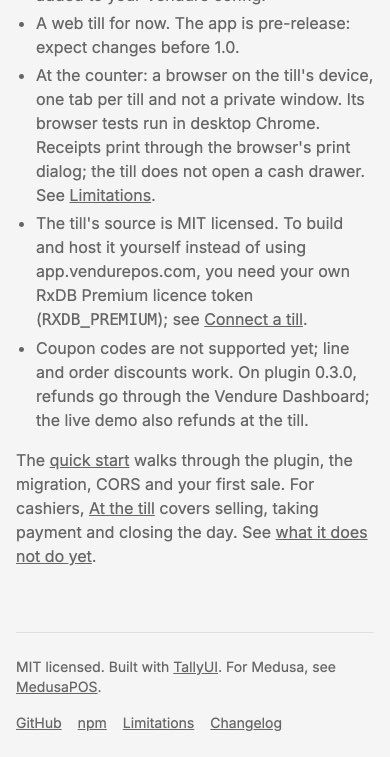 added to your Vendure config.
• A web till for now. The app is pre-release:
expect changes before 1.0.
• At the counter: a browser on the till's device,
one tab per till and not a private window. Its
browser tests run in desktop Chrome.
Receipts print through the browser's print
dialog; the till does not open a cash drawer.
See Limitations.
• The till's source is MIT licensed. To build
and host it yourself instead of using
app.vendurepos.com, you need your own
RxDB Premium licence token
(RXDB_PREMIUM); see Connect a till.
• Coupon codes are not supported yet; line
and order discounts work. On plugin 0.3.0,
refunds go through the Vendure Dashboard;
the live demo also refunds at the till.
The quick start walks through the plugin, the
migration, CORS and your first sale. For
cashiers, At the till covers selling, taking
payment and closing the day. See what it does
not do yet.
MIT licensed. Built with TallyUI. For Medusa, see
MedusaPOS.
GitHub npm Limitations Changelog